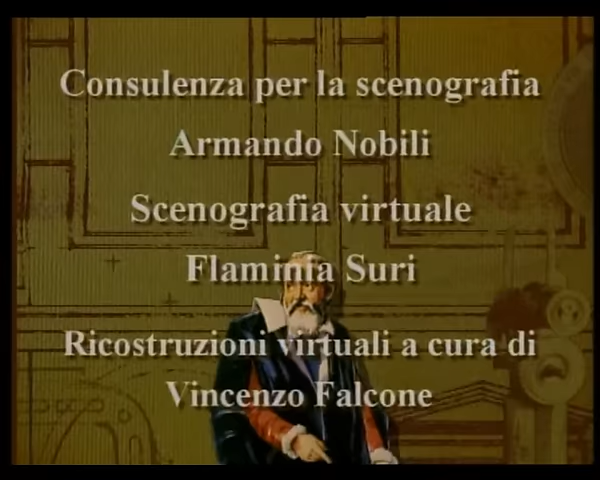 Consulenza per la scenografia
Armando Nobili
Scenografia virtuale
Flaminia Suri
Ricostruzioni virtuali a cura di
Vincenzo Falcone